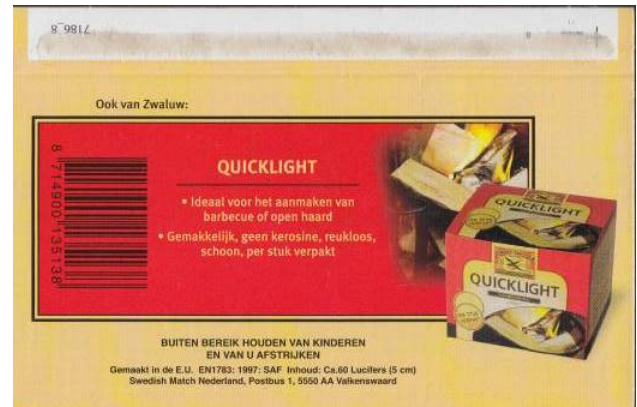 7186_8
Ook van Zwaluw:
8 714900 135138
QUICKLIGHT
• Ideaal voor het aanmaken van
barbecue of open haard
• Gemakkelijk, geen kerosine, reukloos,
schoon, per stuk verpakt
QUICKLIGHT
QUICKLIGHT
BUITEN BEREIK HOUDEN VAN KINDEREN
EN VAN U AFSTRIJKEN
Gemaakt in de E.U. EN1783: 1997: SAF Inhoud: Ca.60 Lucifers (5 cm)
Swedish Match Nederland, Postbus 1, 5550 AA Valkenswaard